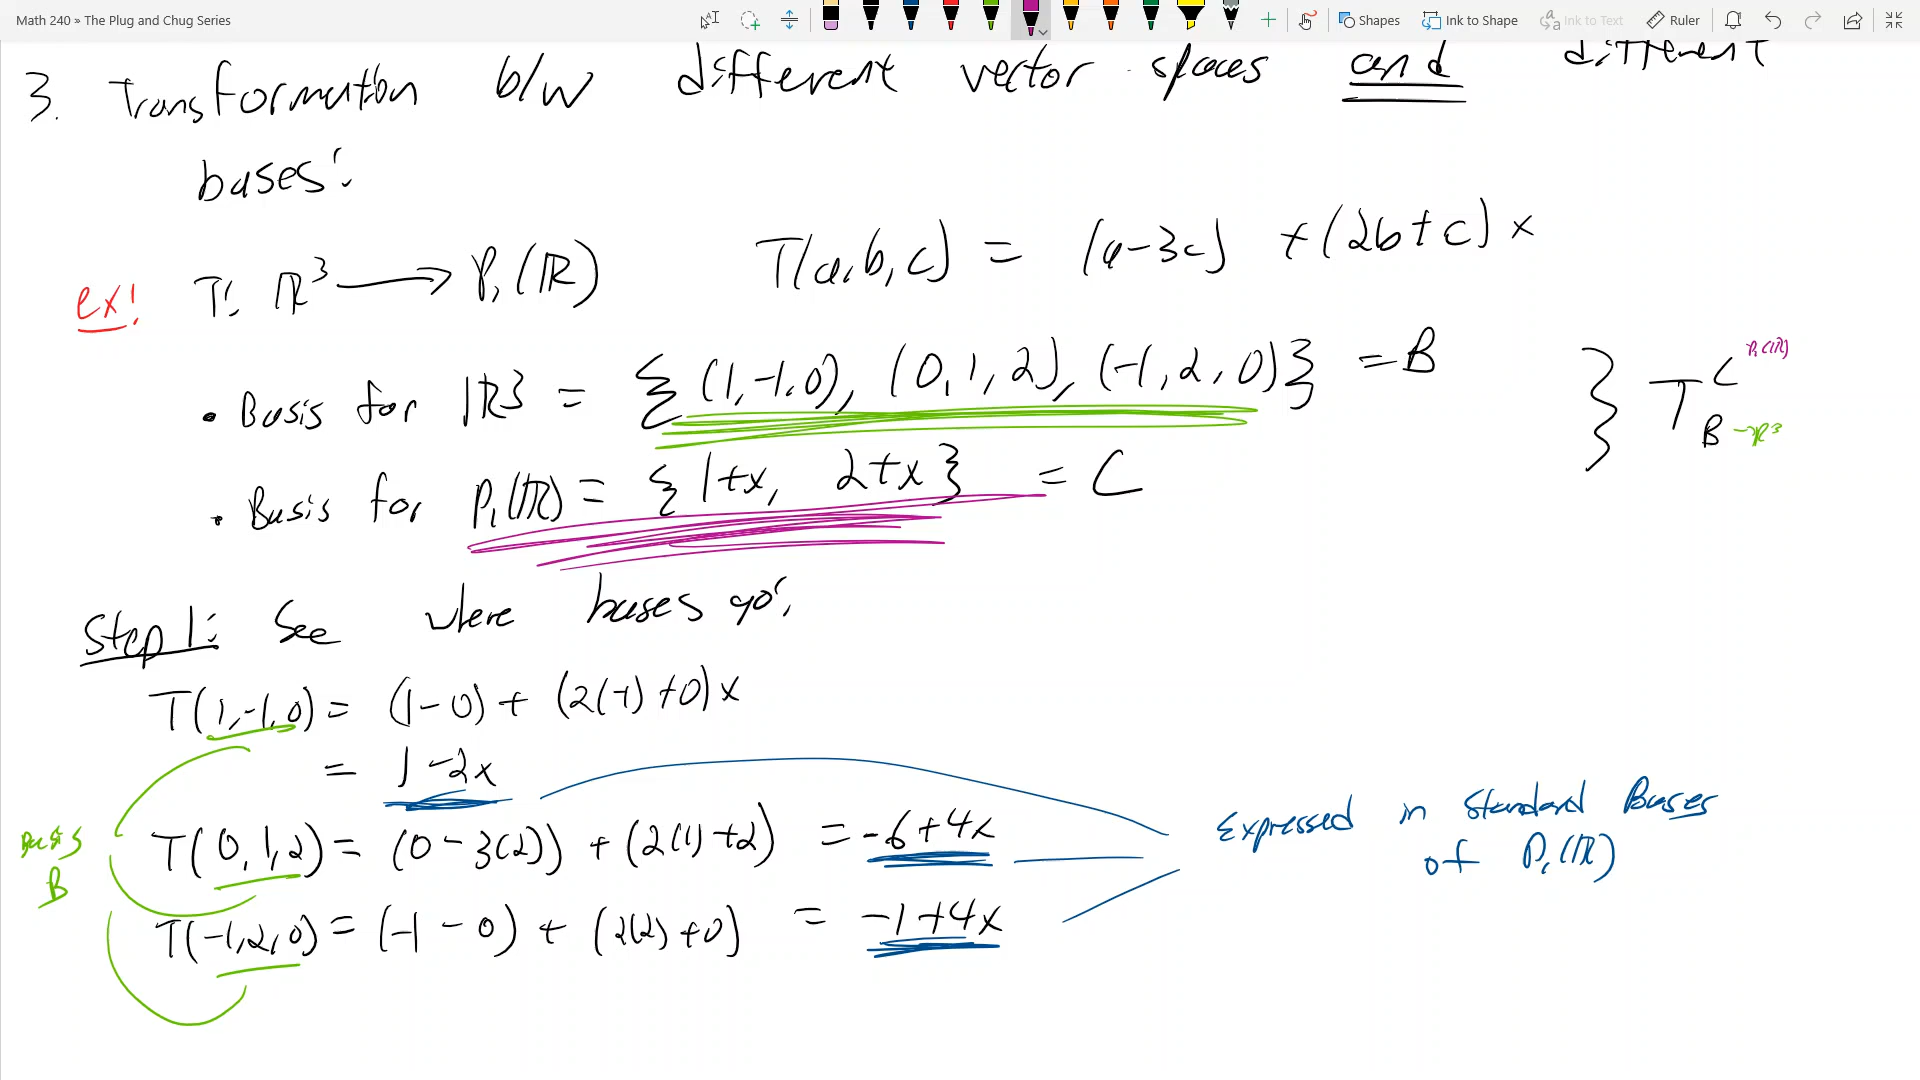 Math 240 » The Plug and Chug Series
Shapes Ink to Shape Ink to Text Ruler
3. Transformation b/w different vector spaces and different
bases:
ex! T: ℝ³ → P₁(ℝ) T(a,b,c) = (a-3c) + (2b+c)x
• Basis for ℝ³ = {(1,-1,0), (0,1,2), (-1,2,0)} = B
• Basis for P₁(ℝ) = {1+x, 2+x} = C
} T C P₁(ℝ) B → ℝ³
Step 1: See where bases go:
T(1,-1,0) = (1-0) + (2(-1)+0)x
= 1-2x
T(0,1,2) = (0-3(2)) + (2(1)+2) = -6+4x
T(-1,2,0) = (-1-0) + (2(2)+0) = -1+4x
Basis
B
Expressed in Standard Bases
of P₁(ℝ)